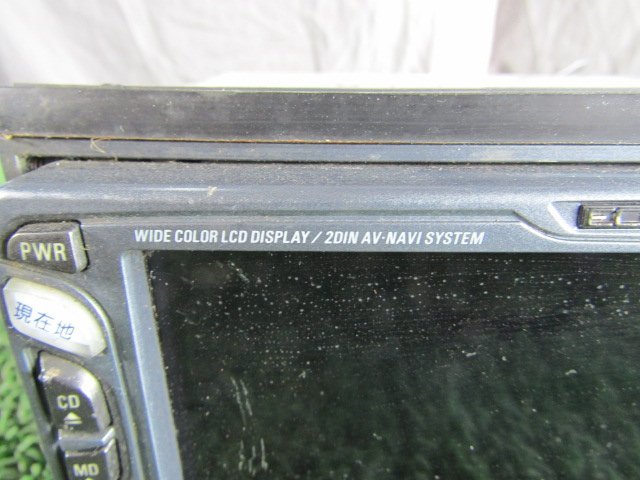 WIDE COLOR LCD DISPLAY / 2DIN AV-NAVI SYSTEM
PWR
現在地
CD
MD